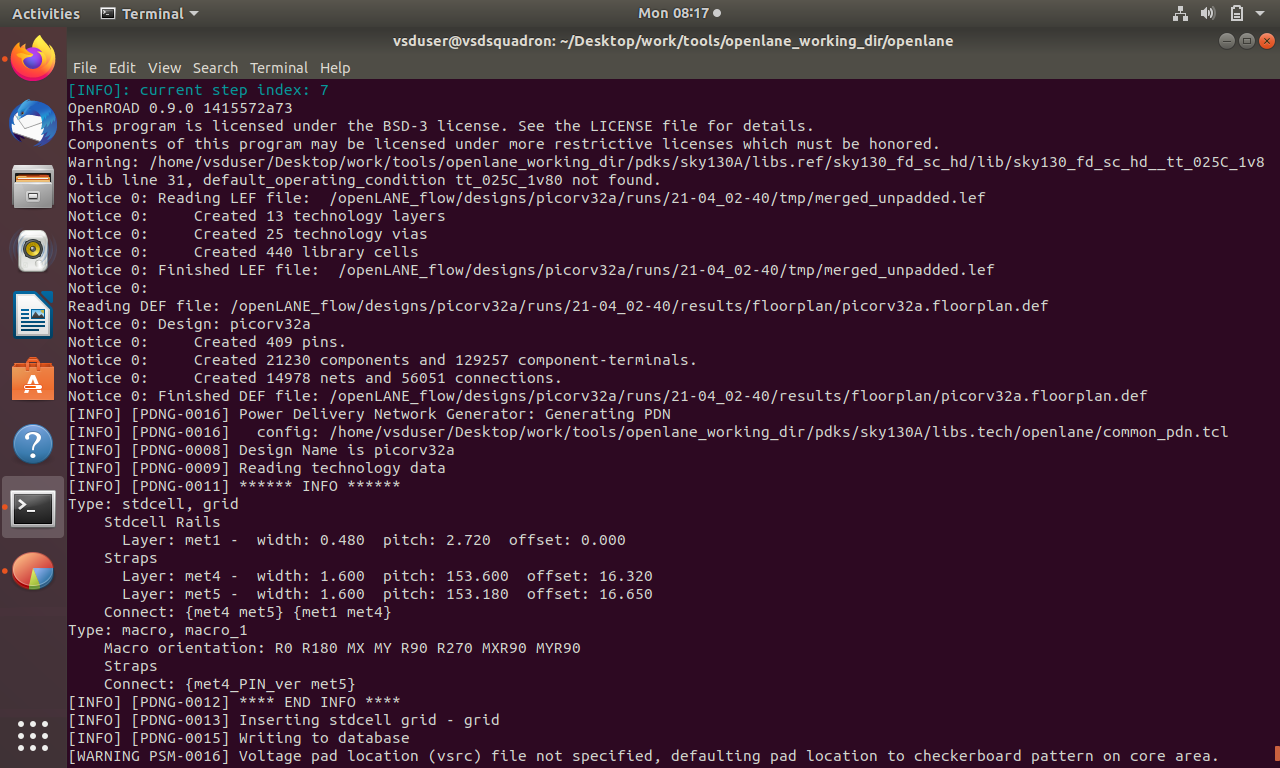 Activities Terminal Mon 08:17
vsduser@vsdsquadron: ~/Desktop/work/tools/openlane_working_dir/openlane
File Edit View Search Terminal Help
[INFO]: current step index: 7
OpenROAD 0.9.0 1415572a73
This program is licensed under the BSD-3 license. See the LICENSE file for details.
Components of this program may be licensed under more restrictive licenses which must be honored.
Warning: /home/vsduser/Desktop/work/tools/openlane_working_dir/pdks/sky130A/libs.ref/sky130_fd_sc_hd/lib/sky130_fd_sc_hd__tt_025C_1v8
0.lib line 31, default_operating_condition tt_025C_1v80 not found.
Notice 0: Reading LEF file:  /openLANE_flow/designs/picorv32a/runs/21-04_02-40/tmp/merged_unpadded.lef
Notice 0:     Created 13 technology layers
Notice 0:     Created 25 technology vias
Notice 0:     Created 440 library cells
Notice 0: Finished LEF file:  /openLANE_flow/designs/picorv32a/runs/21-04_02-40/tmp/merged_unpadded.lef
Notice 0:
Reading DEF file: /openLANE_flow/designs/picorv32a/runs/21-04_02-40/results/floorplan/picorv32a.floorplan.def
Notice 0: Design: picorv32a
Notice 0:     Created 409 pins.
Notice 0:     Created 21230 components and 129257 component-terminals.
Notice 0:     Created 14978 nets and 56051 connections.
Notice 0: Finished DEF file: /openLANE_flow/designs/picorv32a/runs/21-04_02-40/results/floorplan/picorv32a.floorplan.def
[INFO] [PDNG-0016] Power Delivery Network Generator: Generating PDN
[INFO] [PDNG-0016]   config: /home/vsduser/Desktop/work/tools/openlane_working_dir/pdks/sky130A/libs.tech/openlane/common_pdn.tcl
[INFO] [PDNG-0008] Design Name is picorv32a
[INFO] [PDNG-0009] Reading technology data
[INFO] [PDNG-0011] ****** INFO ******
Type: stdcell, grid
    Stdcell Rails
      Layer: met1 -  width: 0.480  pitch: 2.720  offset: 0.000
    Straps
      Layer: met4 -  width: 1.600  pitch: 153.600  offset: 16.320
      Layer: met5 -  width: 1.600  pitch: 153.180  offset: 16.650
    Connect: {met4 met5} {met1 met4}
Type: macro, macro_1
    Macro orientation: R0 R180 MX MY R90 R270 MXR90 MYR90
    Straps
    Connect: {met4_PIN_ver met5}
[INFO] [PDNG-0012] **** END INFO ****
[INFO] [PDNG-0013] Inserting stdcell grid - grid
[INFO] [PDNG-0015] Writing to database
[WARNING PSM-0016] Voltage pad location (vsrc) file not specified, defaulting pad location to checkerboard pattern on core area.